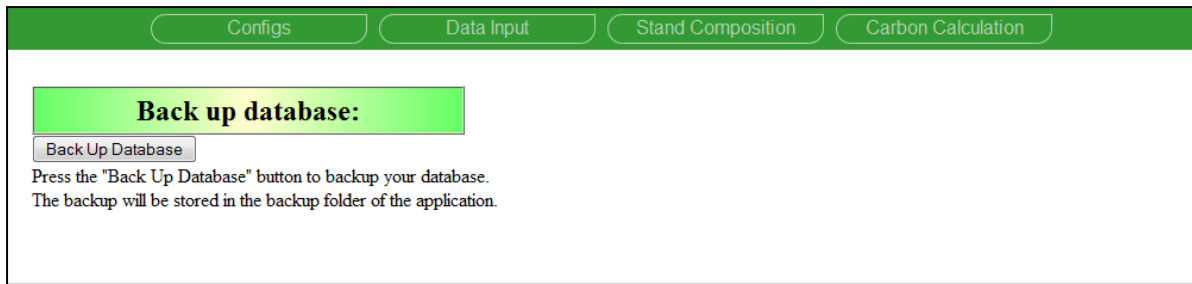 Configs Data Input Stand Composition Carbon Calculation
Back up database:
Back Up Database
Press the "Back Up Database" button to backup your database.
The backup will be stored in the backup folder of the application.